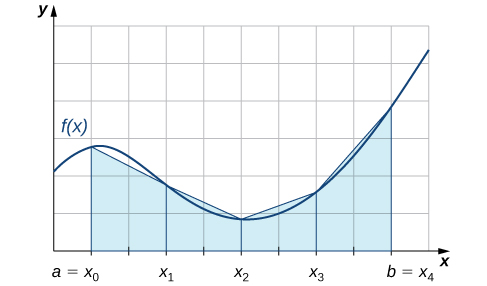 y
f(x)
x
a = x₀ x₁ x₂ x₃ b = x₄